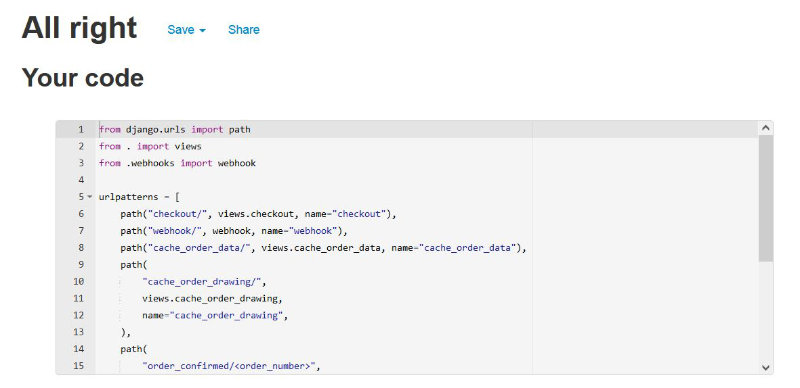 All right Save Share
Your code
1 from django.urls import path
2 from . import views
3 from .webhooks import webhook
4
5 urlpatterns = [
6 path("checkout/", views.checkout, name="checkout"),
7 path("webhook/", webhook, name="webhook"),
8 path("cache_order_data/", views.cache_order_data, name="cache_order_data"),
9 path(
10 "cache_order_drawing/",
11 views.cache_order_drawing,
12 name="cache_order_drawing",
13 ),
14 path(
15 "order_confirmed/<order_number>",